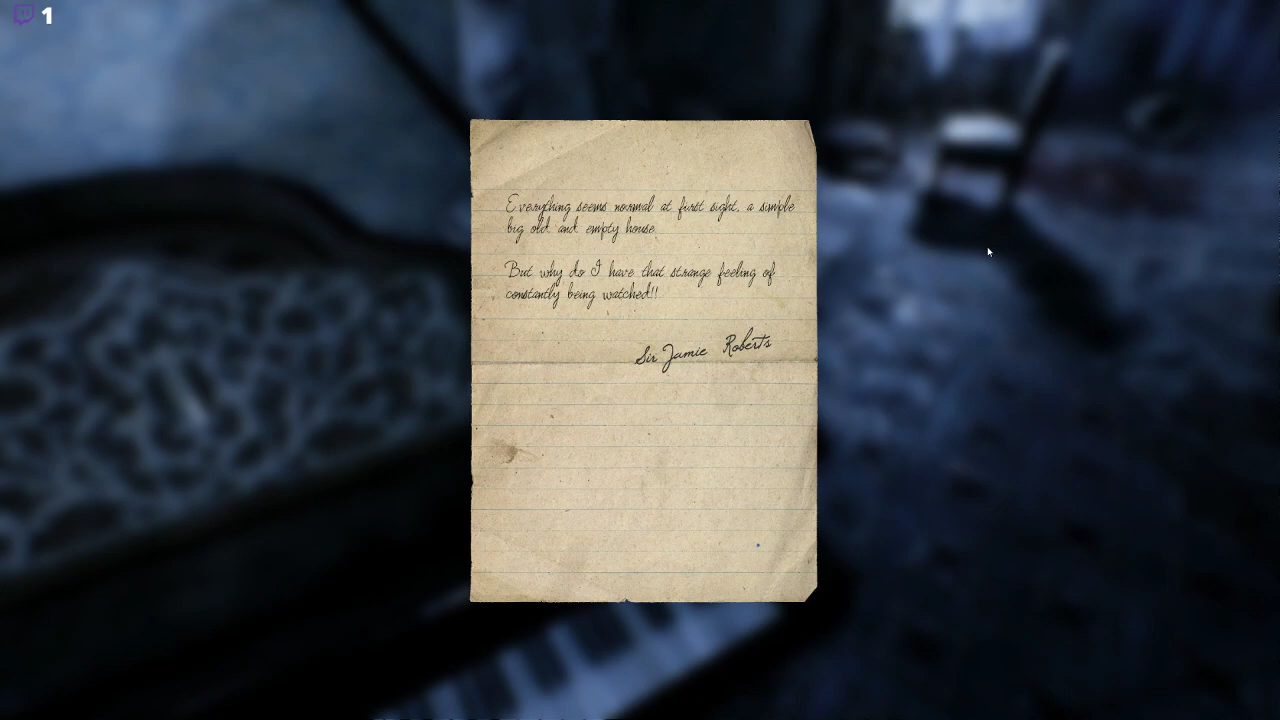 1
Everything seems normal at first sight, a simple
big old and empty house
But why do I have that strange feeling of
constantly being watched!!
Sir Jamie Roberts